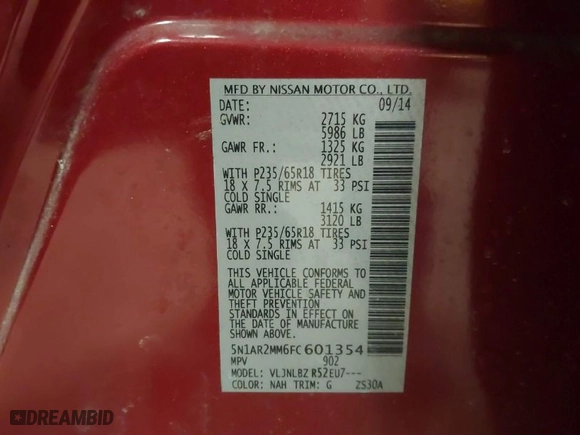 MFD BY NISSAN MOTOR CO., LTD.
DATE: 09/14
GVWR: 2715 KG
5986 LB
GAWR FR.: 1325 KG
2921 LB
WITH P235/65R18 TIRES
18 X 7.5 RIMS AT 33 PSI
COLD SINGLE
GAWR RR.: 1415 KG
3120 LB
WITH P235/65R18 TIRES
18 X 7.5 RIMS AT 33 PSI
COLD SINGLE
THIS VEHICLE CONFORMS TO
ALL APPLICABLE FEDERAL
MOTOR VEHICLE SAFETY AND
THEFT PREVENTION
STANDARDS IN EFFECT ON
THE DATE OF MANUFACTURE
SHOWN ABOVE.
5N1AR2MM6FC601354
MPV 902
MODEL: VLJNLBZ R52EU7---
COLOR: NAH TRIM: G ZS30A
DREAMBID